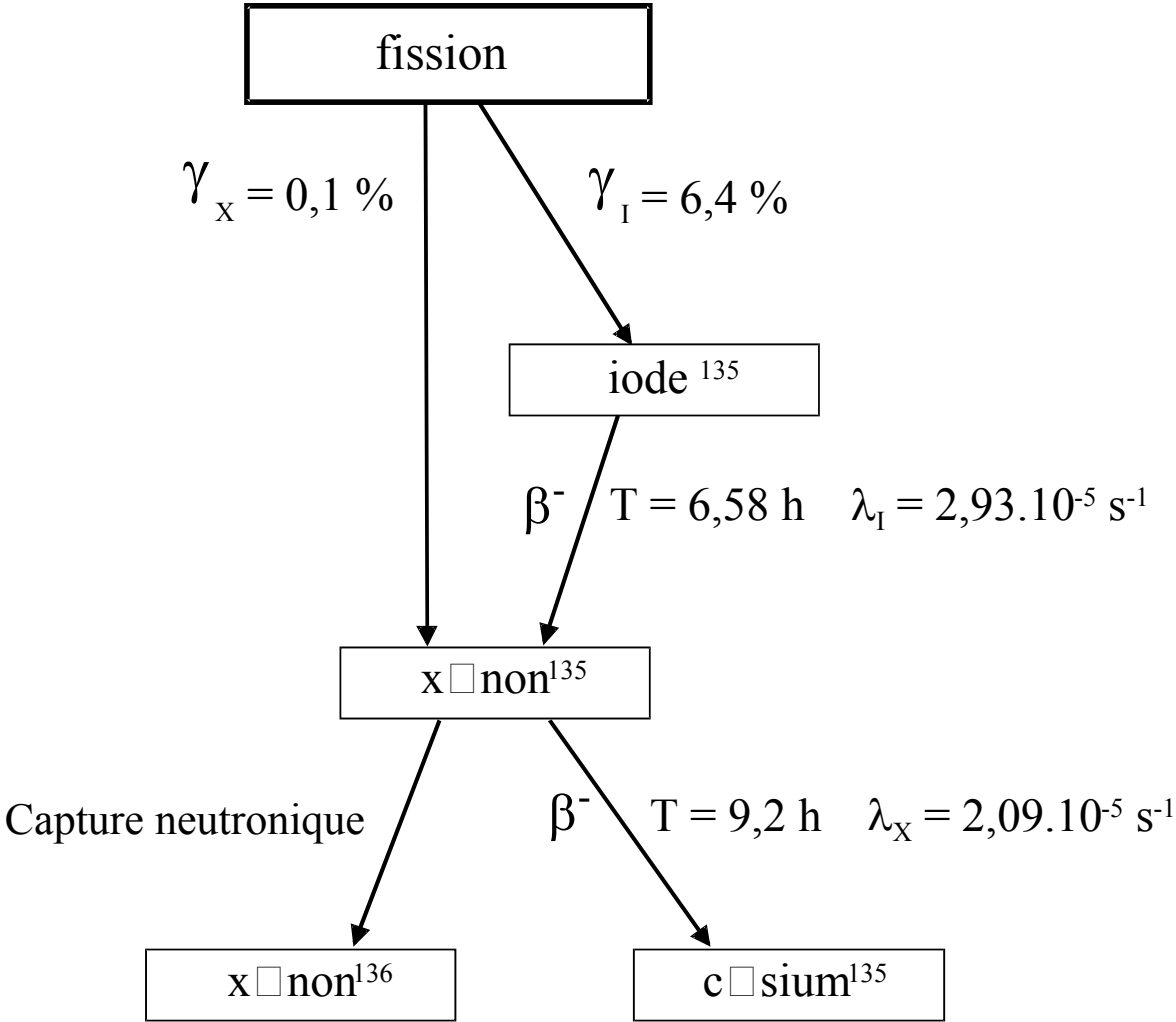 fission
γX = 0,1 %
γI = 6,4 %
iode 135
β- T = 6,58 h λI = 2,93.10-5 s-1
x□non135
Capture neutronique
β- T = 9,2 h λX = 2,09.10-5 s-1
x□non136
c□sium135